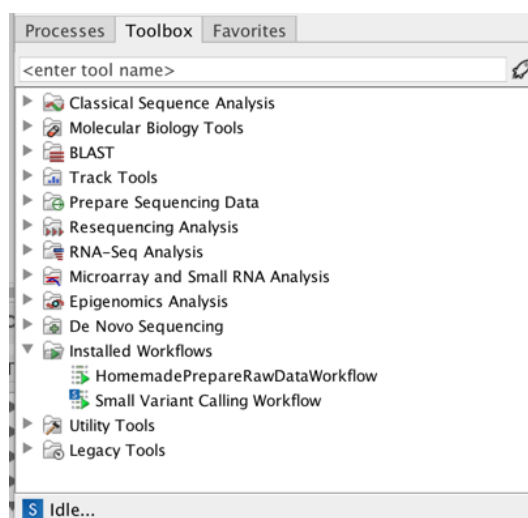 Processes Toolbox Favorites
<enter tool name>
Classical Sequence Analysis
Molecular Biology Tools
BLAST
Track Tools
Prepare Sequencing Data
Resequencing Analysis
RNA-Seq Analysis
Microarray and Small RNA Analysis
Epigenomics Analysis
De Novo Sequencing
Installed Workflows
HomemadePrepareRawDataWorkflow
Small Variant Calling Workflow
Utility Tools
Legacy Tools
S Idle...